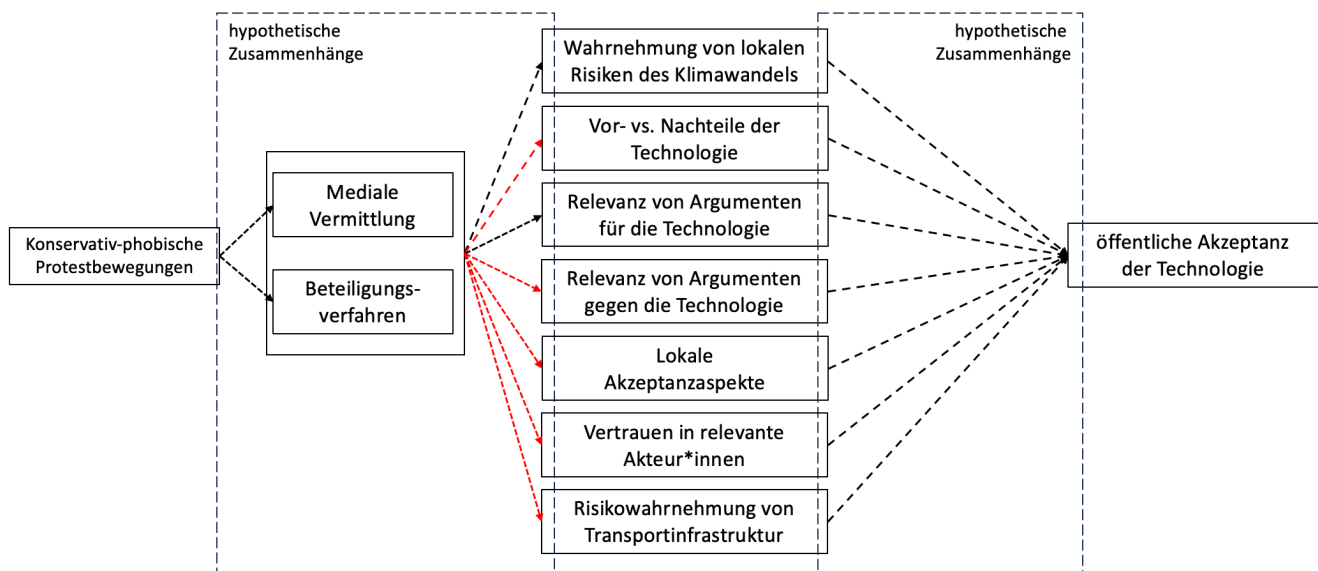 hypothetische
Zusammenhänge
Konservativ-phobische
Protestbewegungen
Mediale
Vermittlung
Beteiligungs-
verfahren
Wahrnehmung von lokalen
Risiken des Klimawandels
Vor- vs. Nachteile der
Technologie
Relevanz von Argumenten
für die Technologie
Relevanz von Argumenten
gegen die Technologie
Lokale
Akzeptanzaspekte
Vertrauen in relevante
Akteur*innen
Risikowahrnehmung von
Transportinfrastruktur
hypothetische
Zusammenhänge
öffentliche Akzeptanz
der Technologie